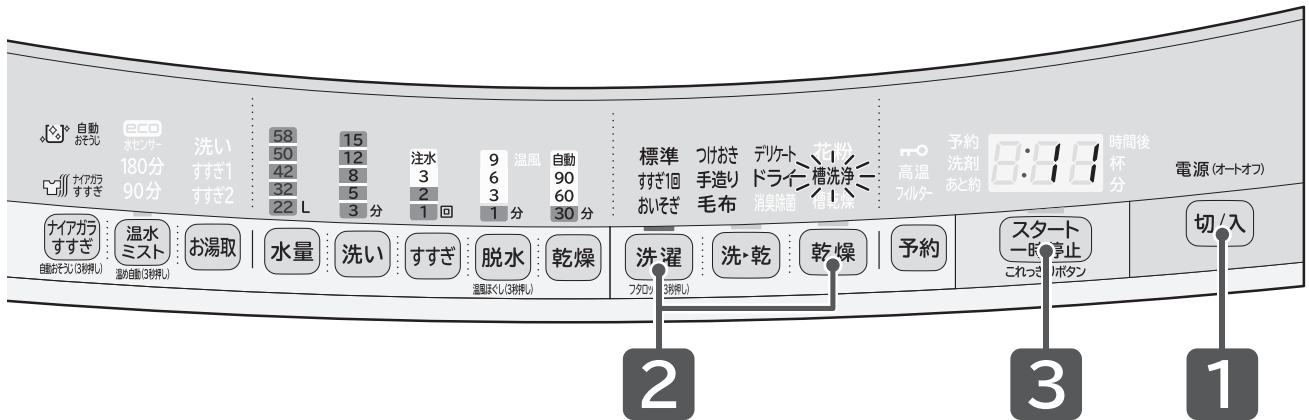 自動
おそうじ
ナイアガラ
すすぎ
eco
水センサー
180分
90分
洗い
すすぎ1
すすぎ2
58
50
42
32
22 L
15
12
8
5
3 分
注水
3
2
1 回
9 温風
6
3
1 分
自動
90
60
30 分
標準
すすぎ1回
おいそぎ
つけおき
手造り
毛布
デリケート
ドライ
消臭除菌
花粉
槽洗浄
槽乾燥
高温
フィルター
予約
洗剤
あと約
8:11
時間後
杯
分
電源(オートオフ)
ナイアガラ
すすぎ
自動おそうじ(3秒押し)
温水
ミスト
温め自動(3秒押し)
お湯取
水量
洗い
すすぎ
脱水
温風ほぐし(3秒押し)
乾燥
洗濯
フタロック(3秒押し)
洗▸乾
乾燥
予約
スタート
一時停止
これっきりボタン
切/入
2
3
1